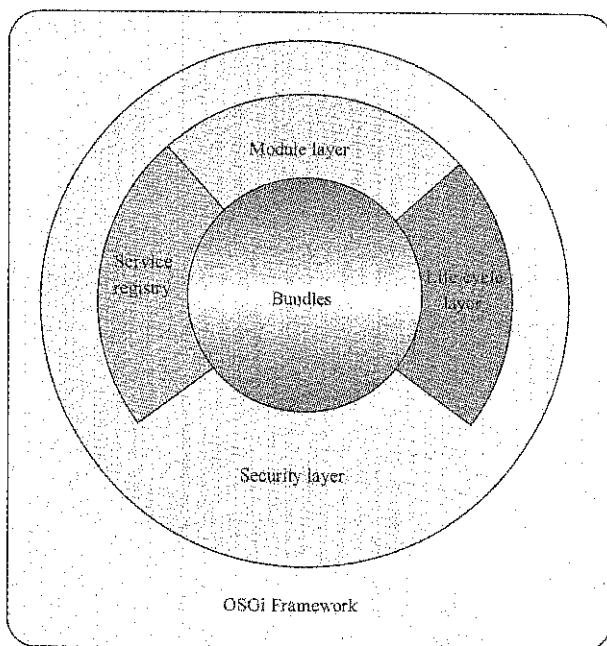 Module layer
Service
registry
Bundles
Life cycle
layer
Security layer
OSGi Framework